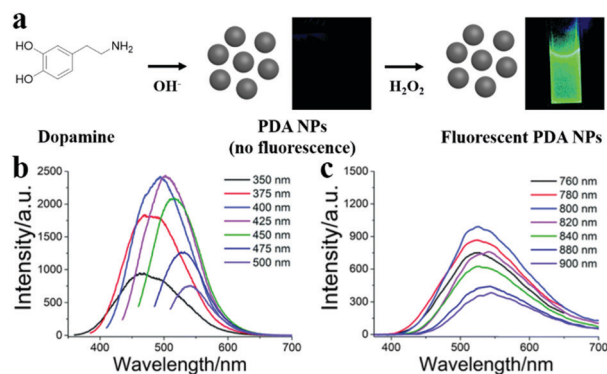 a
HO
HO
NH₂
OH⁻
H₂O₂
Dopamine
PDA NPs
(no fluorescence)
Fluorescent PDA NPs
b
Intensity/a.u.
2500
2000
1500
1000
500
0
350 nm
375 nm
400 nm
425 nm
450 nm
475 nm
500 nm
400
500
600
700
Wavelength/nm
c
Intensity/a.u.
1500
1200
900
600
300
0
760 nm
780 nm
800 nm
820 nm
840 nm
880 nm
900 nm
400
500
600
700
Wavelength/nm